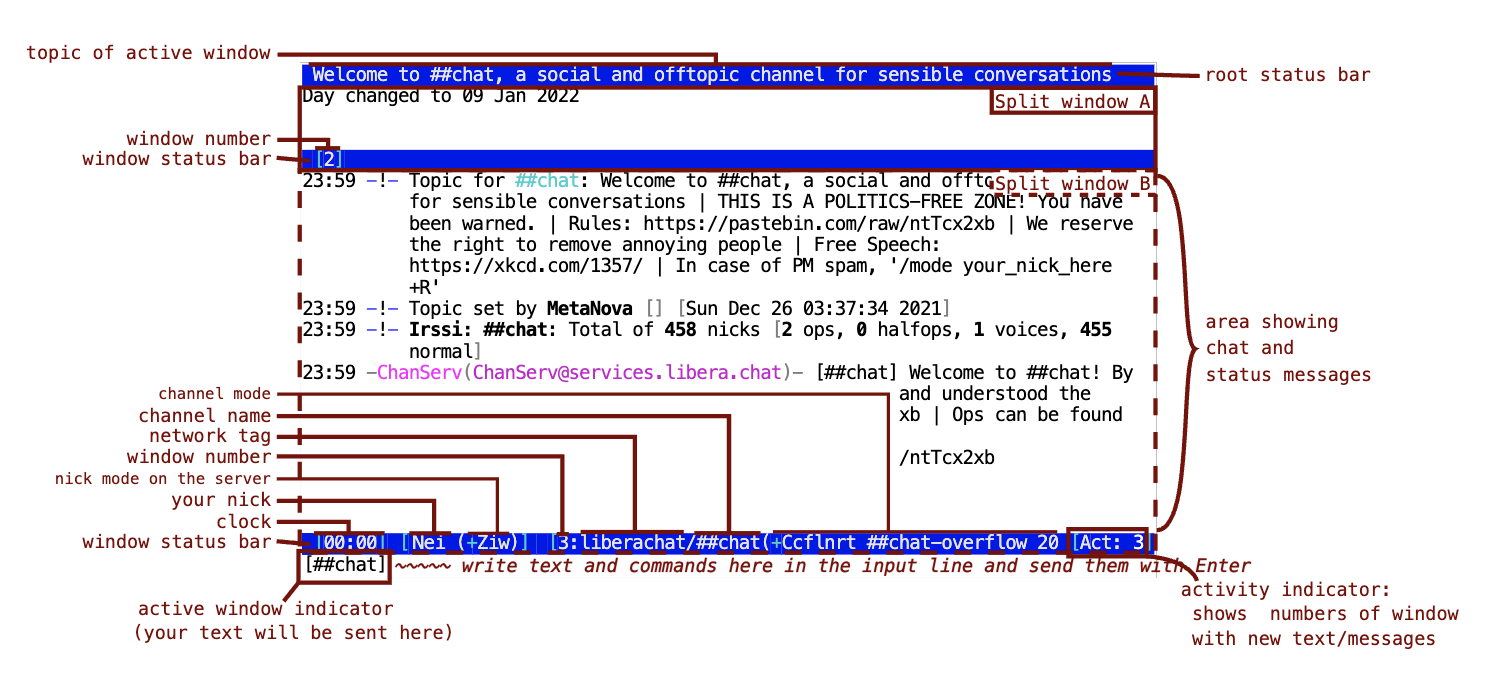 topic of active window
Welcome to ##chat, a social and offtopic channel for sensible conversations
root status bar
Day changed to 09 Jan 2022
Split window A
window number
window status bar
[2]
23:59 -!- Topic for ##chat: Welcome to ##chat, a social and offto
Split window B
for sensible conversations | THIS IS A POLITICS-FREE ZONE! You have
been warned. | Rules: https://pastebin.com/raw/ntTcx2xb | We reserve
the right to remove annoying people | Free Speech:
https://xkcd.com/1357/ | In case of PM spam, '/mode your_nick_here
+R'
23:59 -!- Topic set by MetaNova [] [Sun Dec 26 03:37:34 2021]
23:59 -!- Irssi: ##chat: Total of 458 nicks [2 ops, 0 halfops, 1 voices, 455
normal]
23:59 -ChanServ(ChanServ@services.libera.chat)- [##chat] Welcome to ##chat! By
and understood the
xb | Ops can be found
/ntTcx2xb
area showing
chat and
status messages
channel mode
channel name
network tag
window number
nick mode on the server
your nick
clock
window status bar
[00:00] [Nei (+Ziw)] [3:liberachat/##chat(+Ccflnrt ##chat-overflow 20 [Act: 3]
[##chat] ~~~~~ write text and commands here in the input line and send them with Enter
active window indicator
(your text will be sent here)
activity indicator:
shows numbers of window
with new text/messages